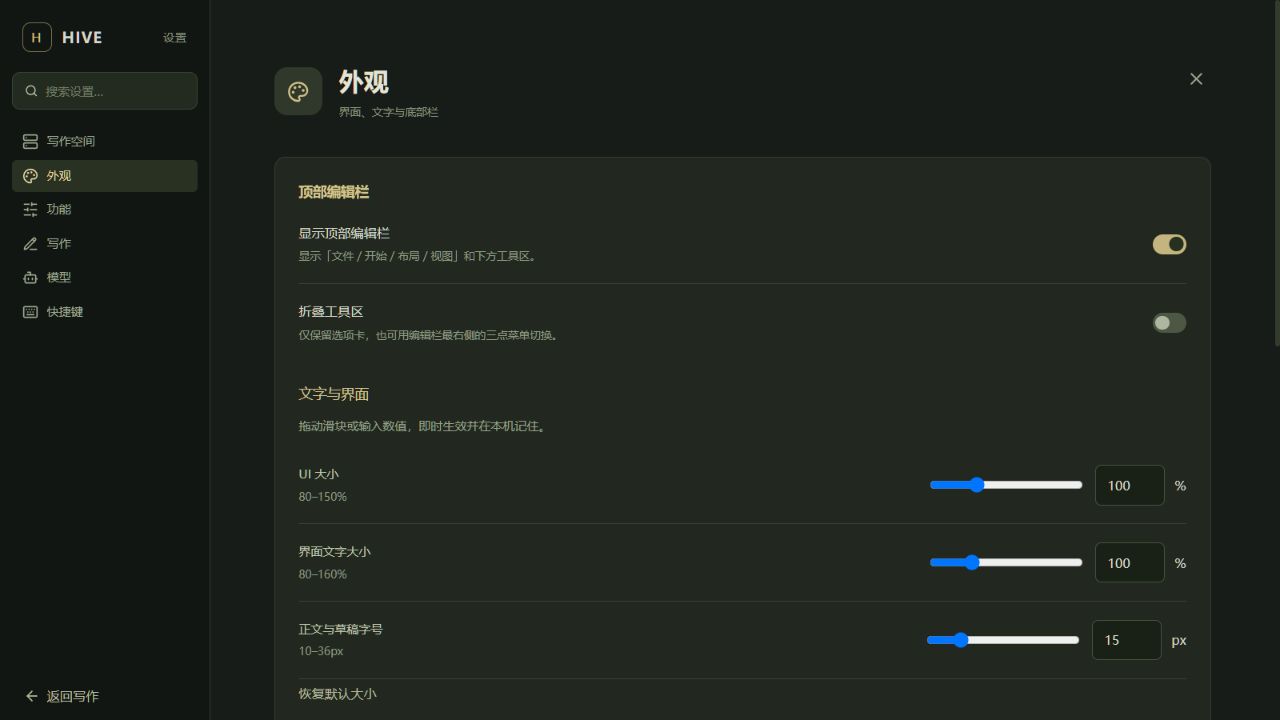 H HIVE 设置
搜索设置...
写作空间
外观
功能
写作
模型
快捷键
返回写作
外观
界面、文字与底部栏
顶部编辑栏
显示顶部编辑栏
显示「文件 / 开始 / 布局 / 视图」和下方工具区。
折叠工具区
仅保留选项卡，也可用编辑栏最右侧的三点菜单切换。
文字与界面
拖动滑块或输入数值，即时生效并在本机记住。
UI 大小
80–150%
100 %
界面文字大小
80–160%
100 %
正文与草稿字号
10–36px
15 px
恢复默认大小